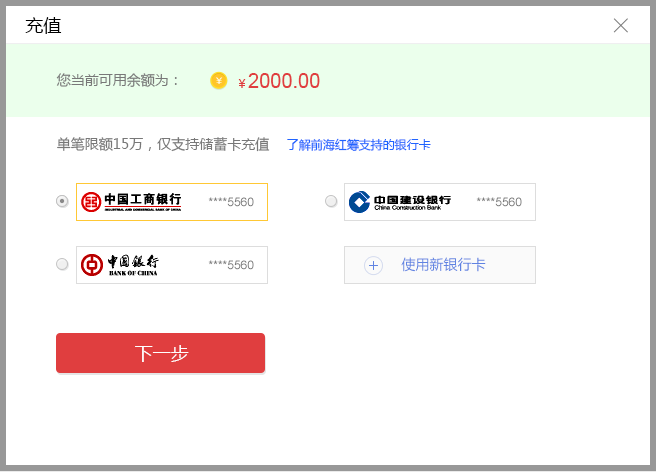 充值
您当前可用余额为：
¥2000.00
单笔限额15万，仅支持储蓄卡充值 了解前海红筹支持的银行卡
中国工商银行 ****5560
INDUSTRIAL AND COMMERCIAL BANK OF CHINA
中国建设银行 ****5560
China Construction Bank
中国银行 ****5560
BANK OF CHINA
使用新银行卡
下一步